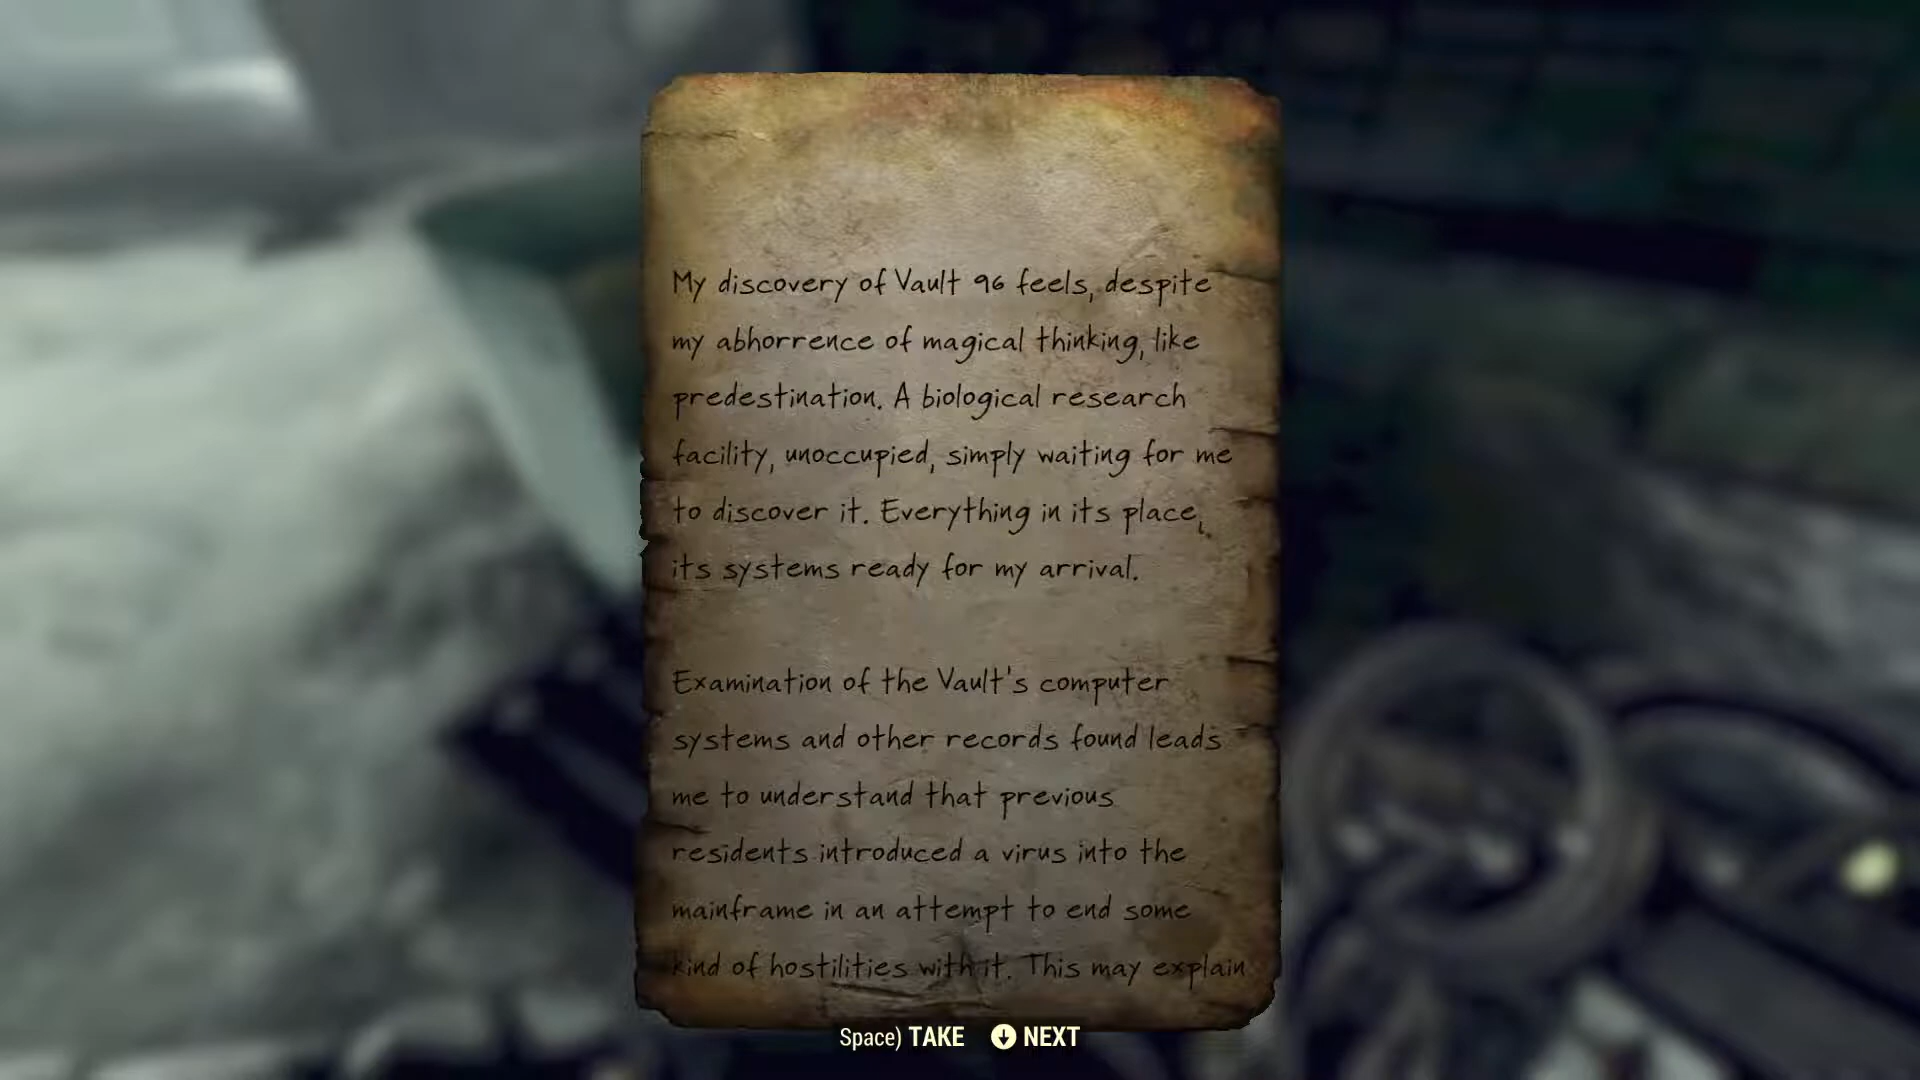 My discovery of Vault 96 feels, despite
my abhorrence of magical thinking, like
predestination. A biological research
facility, unoccupied, simply waiting for me
to discover it. Everything in its place,
its systems ready for my arrival.
Examination of the Vault's computer
systems and other records found leads
me to understand that previous
residents introduced a virus into the
mainframe in an attempt to end some
kind of hostilities with it. This may explain
Space) TAKE NEXT